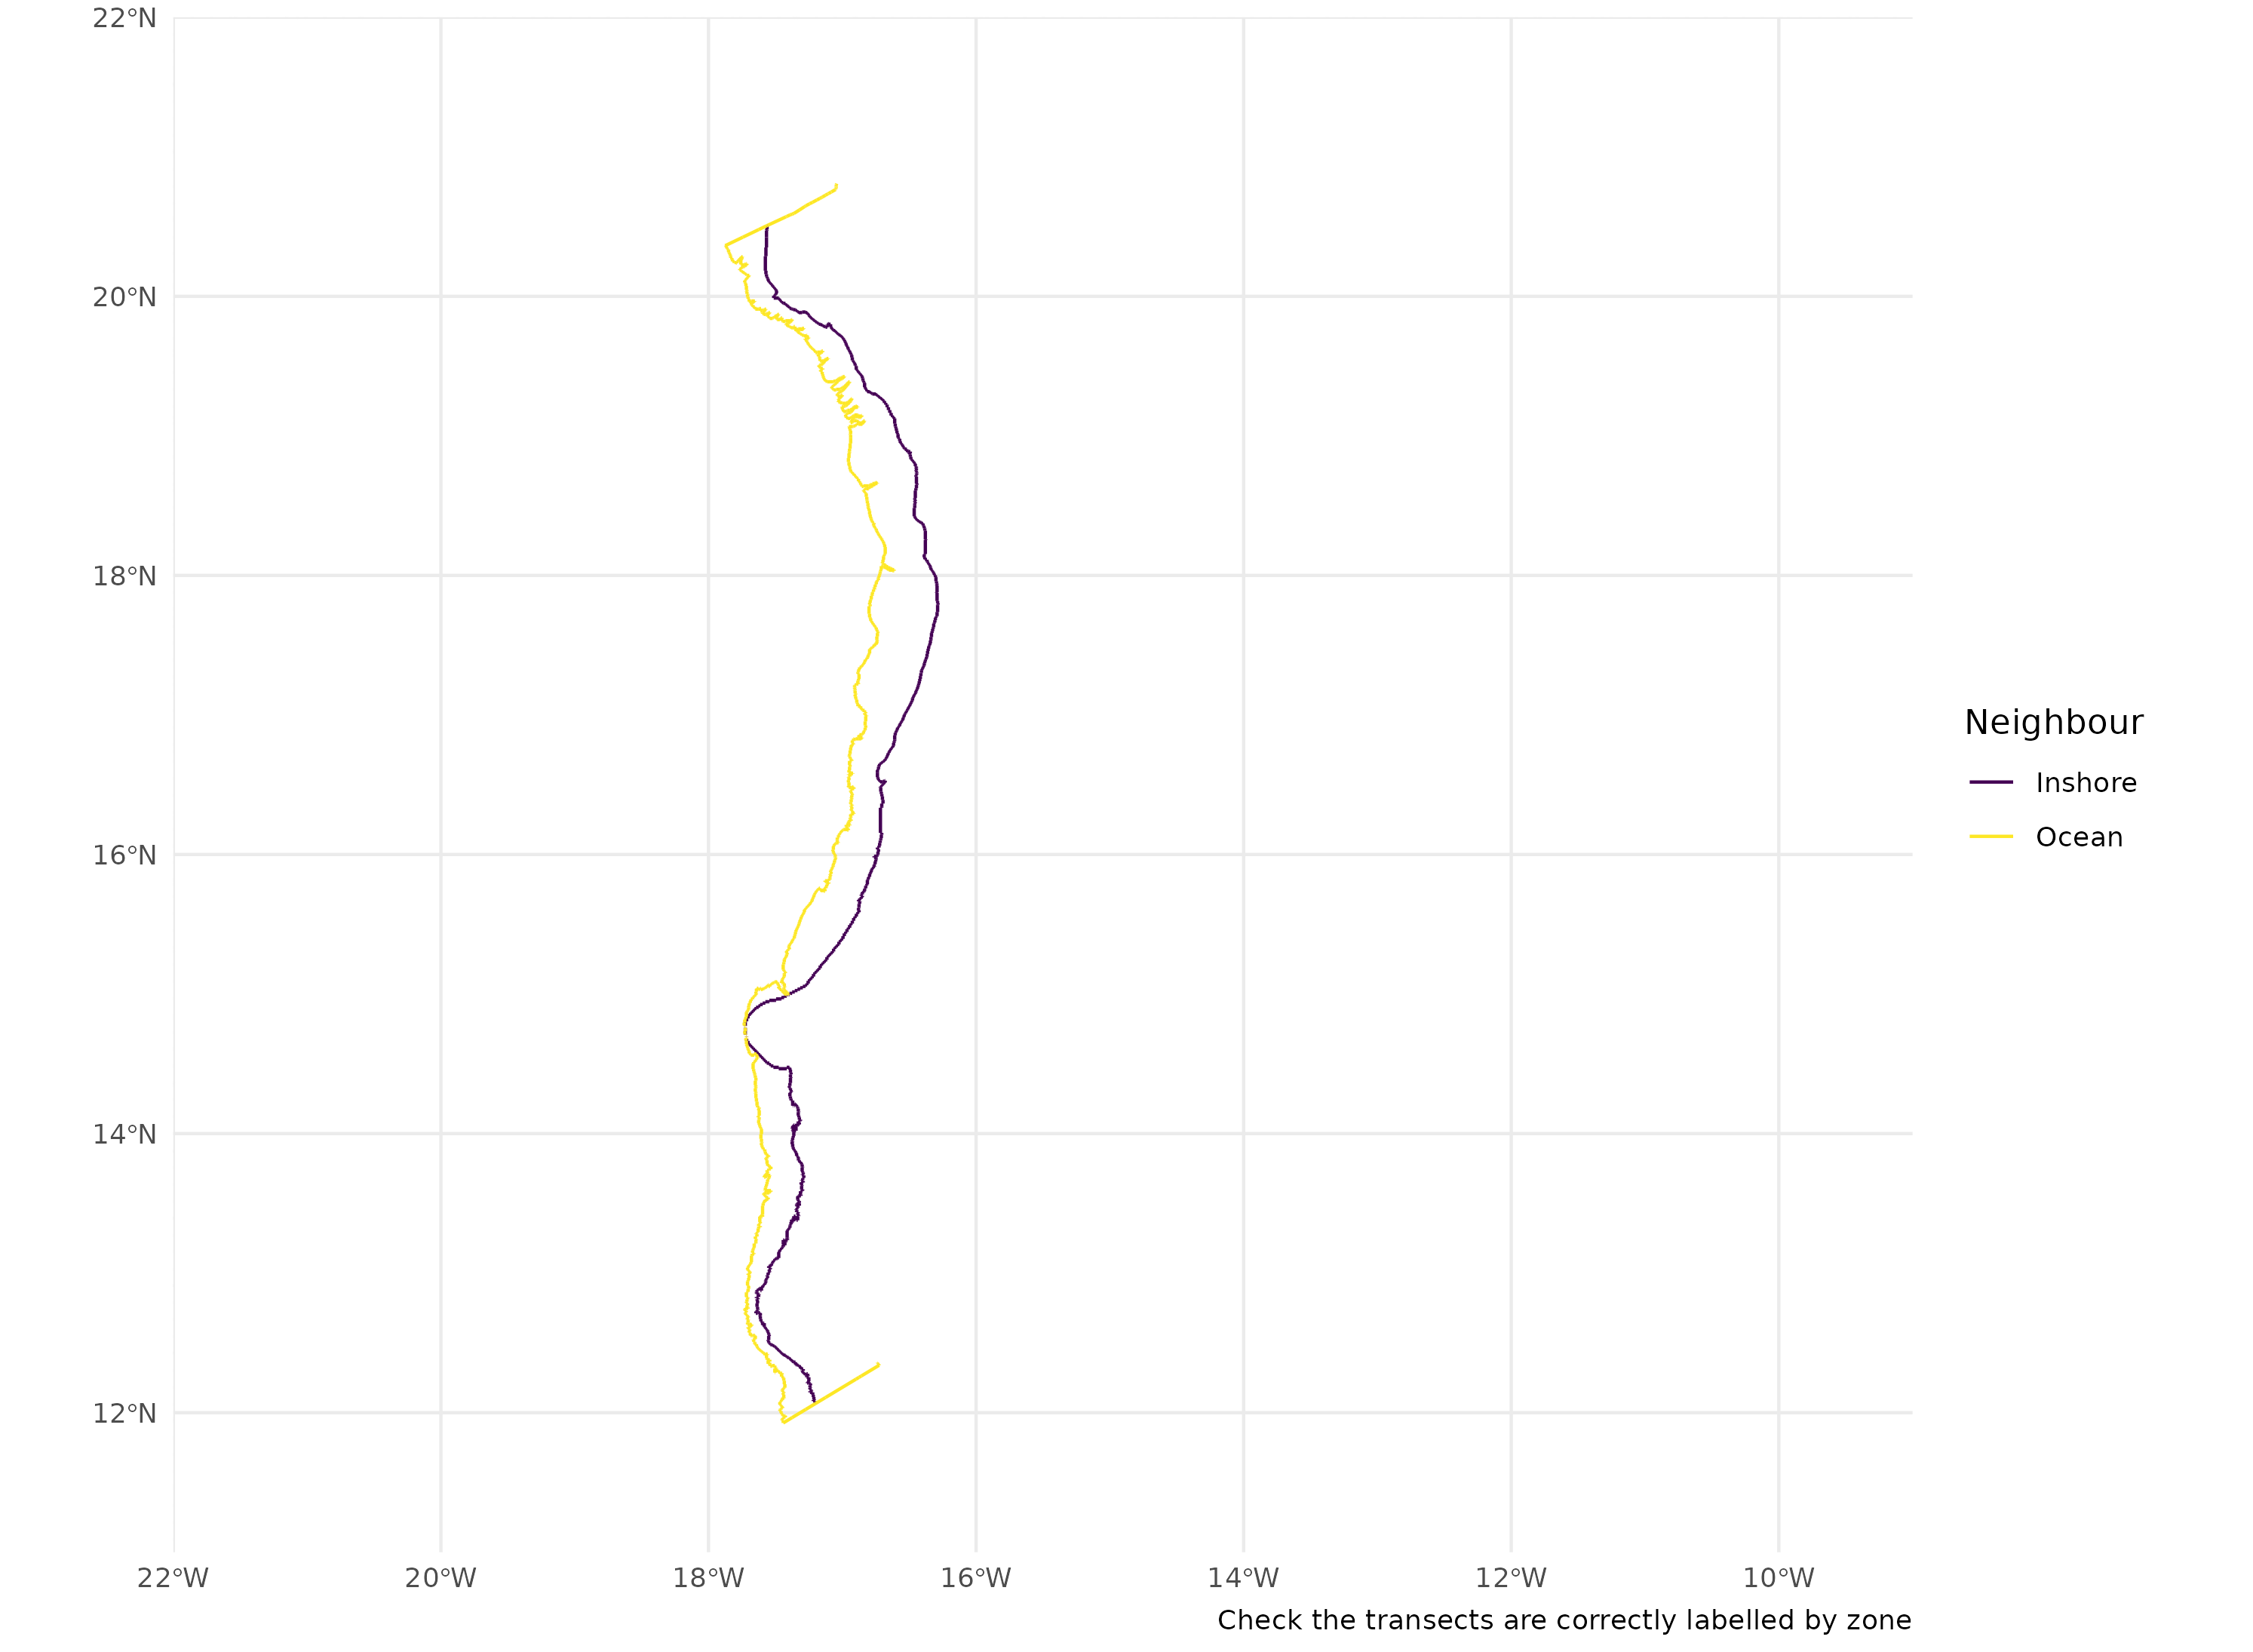 22°N
20°N
18°N
16°N
14°N
12°N
22°W 20°W 18°W 16°W 14°W 12°W 10°W
Neighbour
Inshore
Ocean
Check the transects are correctly labelled by zone